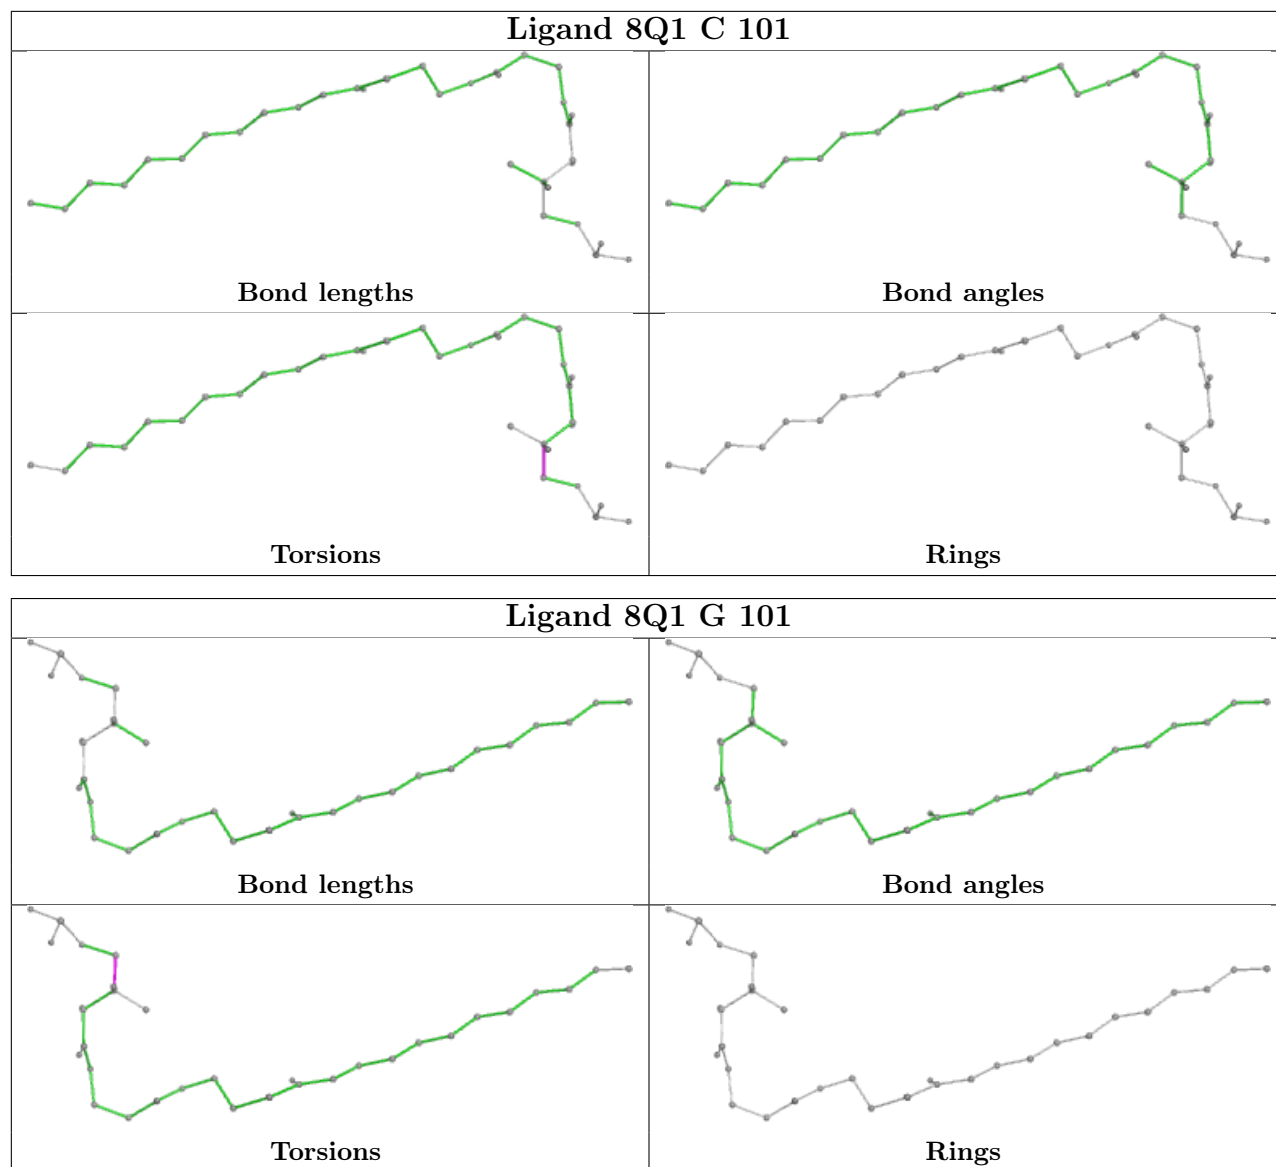 Ligand 8Q1 C 101
Bond lengths
Bond angles
Torsions
Rings
Ligand 8Q1 G 101
Bond lengths
Bond angles
Torsions
Rings